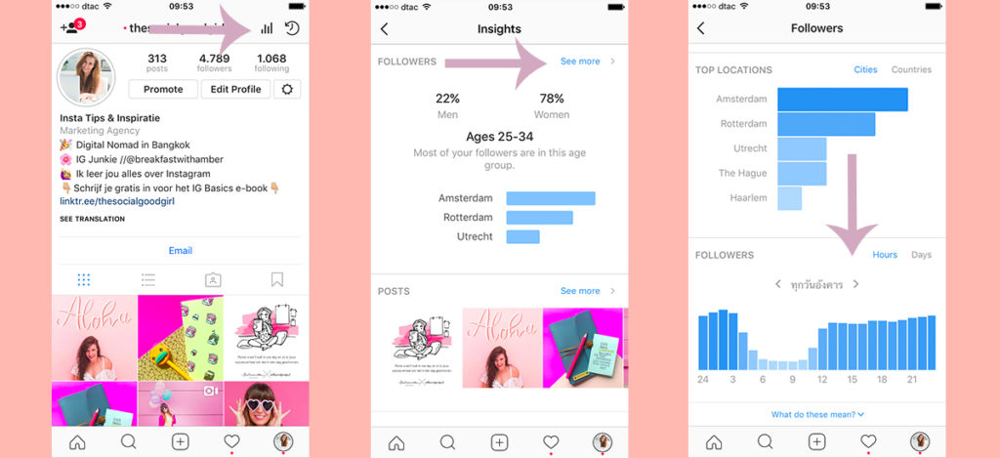 dtac 09:53
3
thesocialgoodgirl
313 4.789 1.068
posts followers following
Promote Edit Profile
Insta Tips & Inspiratie
Marketing Agency
Digital Nomad in Bangkok
IG Junkie //@breakfastwithamber
Ik leer jou alles over Instagram
Schrijf je gratis in voor het IG Basics e-book
linktr.ee/thesocialgoodgirl
SEE TRANSLATION
Email
Aloha
dtac 09:53
Insights
FOLLOWERS See more
22% 78%
Men Women
Ages 25-34
Most of your followers are in this age
group.
Amsterdam
Rotterdam
Utrecht
POSTS See more
Aloha
dtac 09:53
Followers
TOP LOCATIONS Cities Countries
Amsterdam
Rotterdam
Utrecht
The Hague
Haarlem
FOLLOWERS Hours Days
ทุกวันอังคาร
24 3 6 9 12 15 18 21
What do these mean?